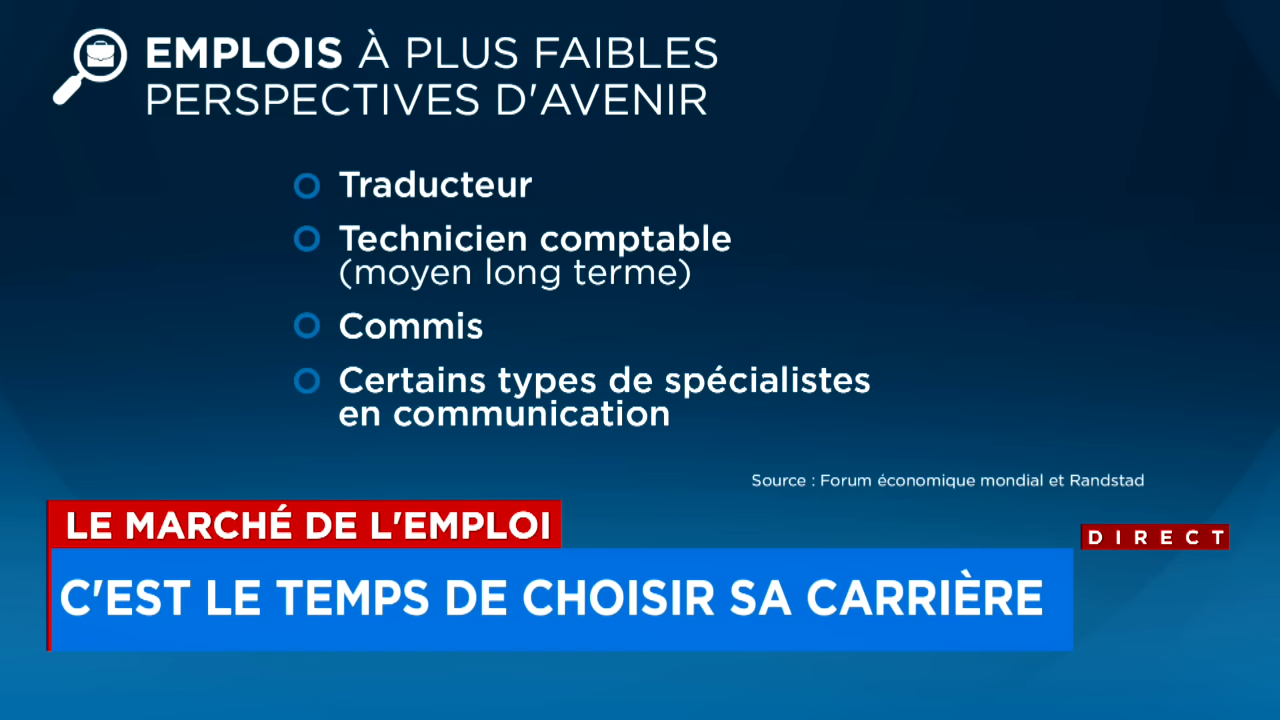 EMPLOIS À PLUS FAIBLES
PERSPECTIVES D'AVENIR
Traducteur
Technicien comptable
(moyen long terme)
Commis
Certains types de spécialistes
en communication
Source : Forum économique mondial et Randstad
LE MARCHÉ DE L'EMPLOI
DIRECT
C'EST LE TEMPS DE CHOISIR SA CARRIÈRE